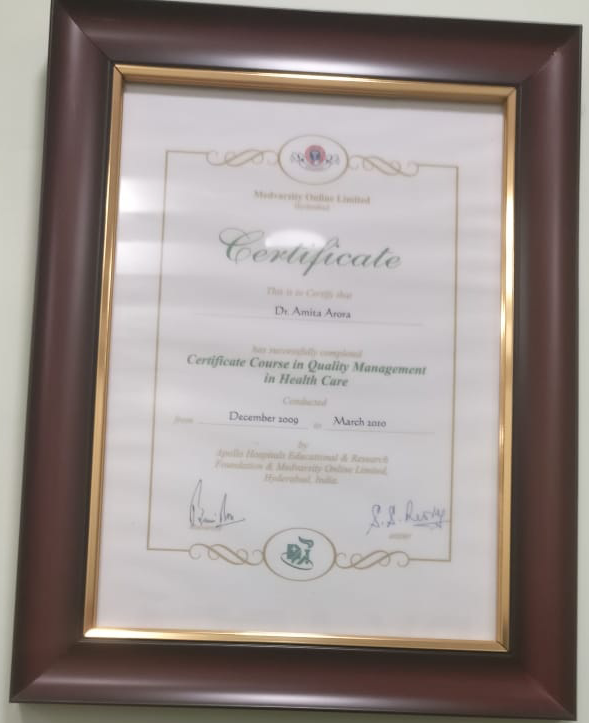 Medvarsity Online Limited
Hyderabad
Certificate
This is to Certify that
Dr. Amita Arora
has successfully completed
Certificate Course in Quality Management
in Health Care
Conducted
from December 2009 to March 2010
by
Apollo Hospitals Educational & Research
Foundation & Medvarsity Online Limited,
Hyderabad, India.
S. S. Reddy